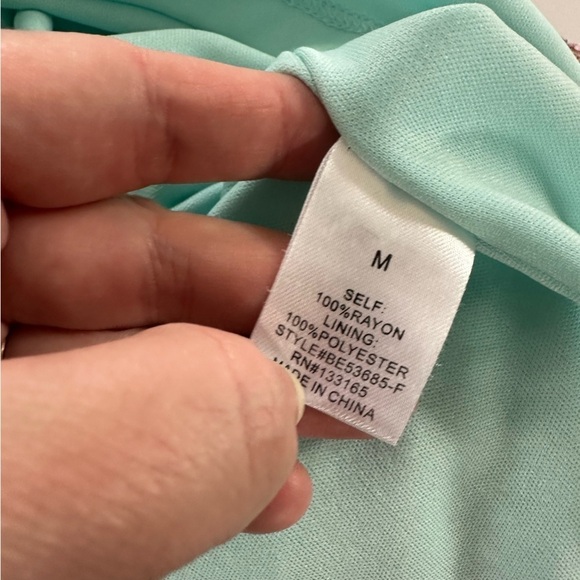 M
SELF:
100%RAYON
LINING:
100%POLYESTER
STYLE#BE53685-F
RN#133165
MADE IN CHINA